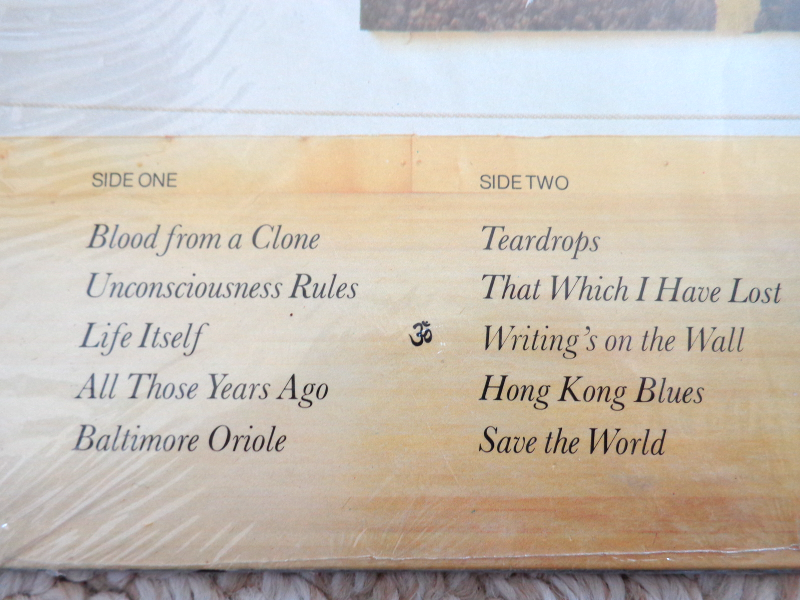 SIDE ONE
Blood from a Clone
Unconsciousness Rules
Life Itself
All Those Years Ago
Baltimore Oriole
ॐ
SIDE TWO
Teardrops
That Which I Have Lost
Writing's on the Wall
Hong Kong Blues
Save the World